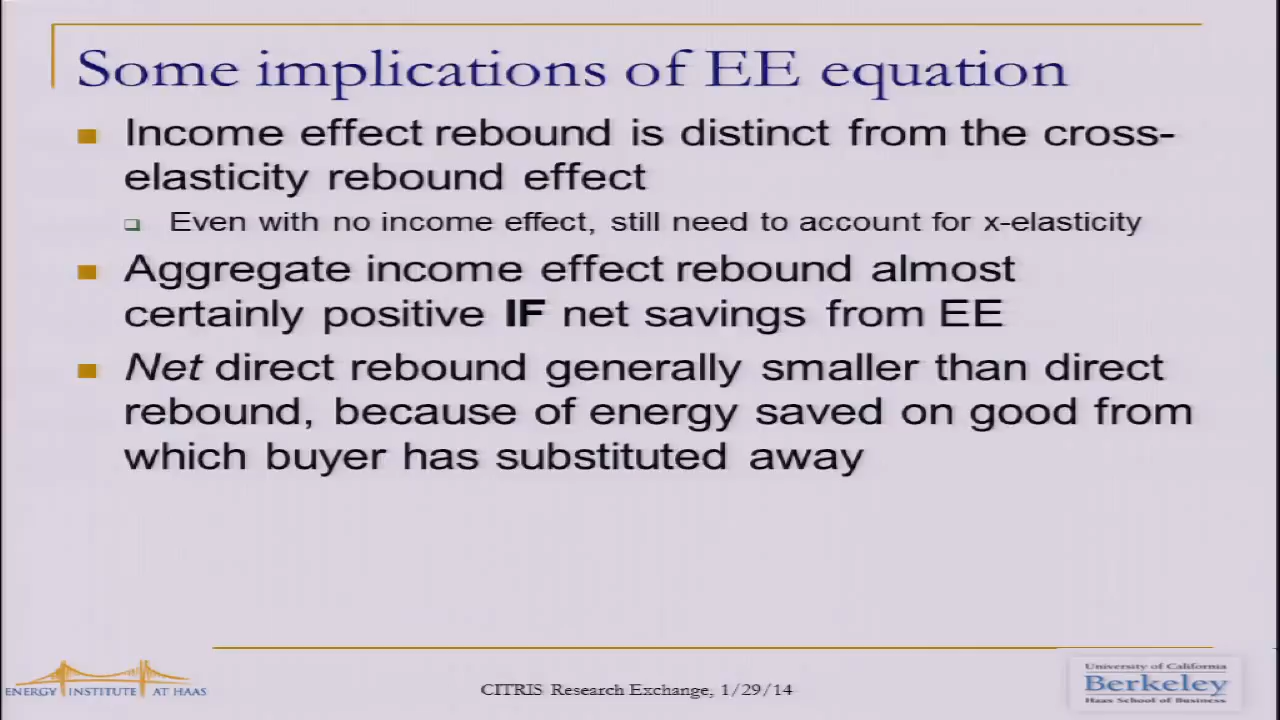 Some implications of EE equation
Income effect rebound is distinct from the cross-
elasticity rebound effect
Even with no income effect, still need to account for x-elasticity
Aggregate income effect rebound almost
certainly positive IF net savings from EE
Net direct rebound generally smaller than direct
rebound, because of energy saved on good from
which buyer has substituted away
ENERGY INSTITUTE AT HAAS
CITRIS Research Exchange, 1/29/14
University of California
Berkeley
Haas School of Business